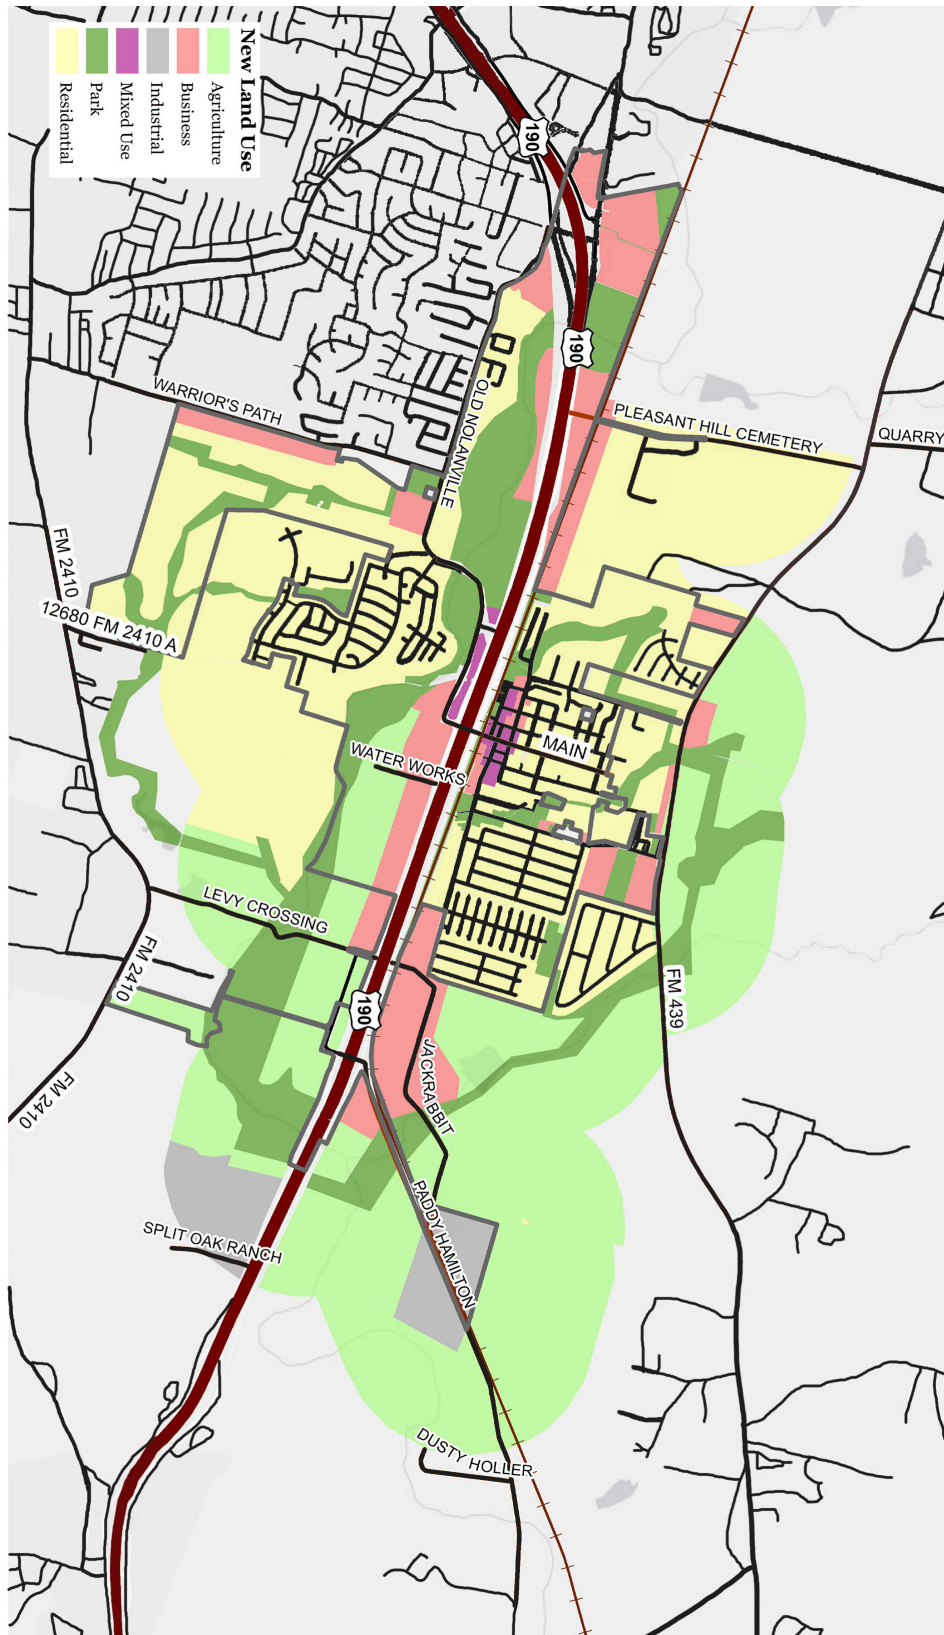 New Land Use
Agriculture
Business
Industrial
Mixed Use
Park
Residential
190
190
PLEASANT HILL CEMETERY
QUARRY
WARRIOR'S PATH
OLD NOLANVILLE
FM 2410
12680 FM 2410 A
MAIN
WATER WORKS
LEVY CROSSING
FM 2410
FM 439
190
JACKRABBIT
FM 2410
PADDY HAMILTON
SPLIT OAK RANCH
DUSTY HOLLER